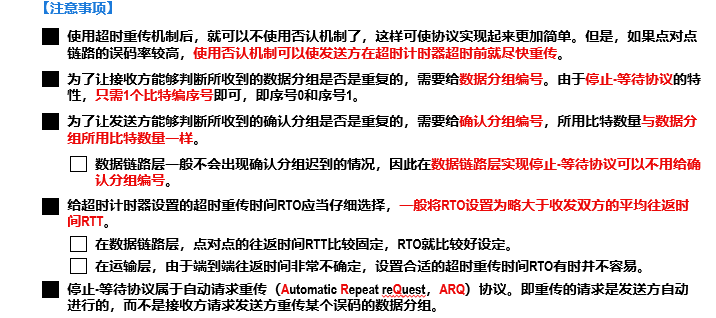 【注意事项】
使用超时重传机制后，就可以不使用否认机制了，这样可使协议实现起来更加简单。但是，如果点对点
链路的误码率较高，使用否认机制可以使发送方在超时计时器超时前就尽快重传。
为了让接收方能够判断所收到的数据分组是否是重复的，需要给数据分组编号。由于停止-等待协议的特
性，只需1个比特编序号即可，即序号0和序号1。
为了让发送方能够判断所收到的确认分组是否是重复的，需要给确认分组编号，所用比特数量与数据分
组所用比特数量一样。
数据链路层一般不会出现确认分组迟到的情况，因此在数据链路层实现停止-等待协议可以不用给确
认分组编号。
给超时计时器设置的超时重传时间RTO应当仔细选择，一般将RTO设置为略大于收发双方的平均往返时
间RTT。
在数据链路层，点对点的往返时间RTT比较固定，RTO就比较好设定。
在运输层，由于端到端往返时间非常不确定，设置合适的超时重传时间RTO有时并不容易。
停止-等待协议属于自动请求重传（Automatic Repeat reQuest，ARQ）协议。即重传的请求是发送方自动
进行的，而不是接收方请求发送方重传某个误码的数据分组。